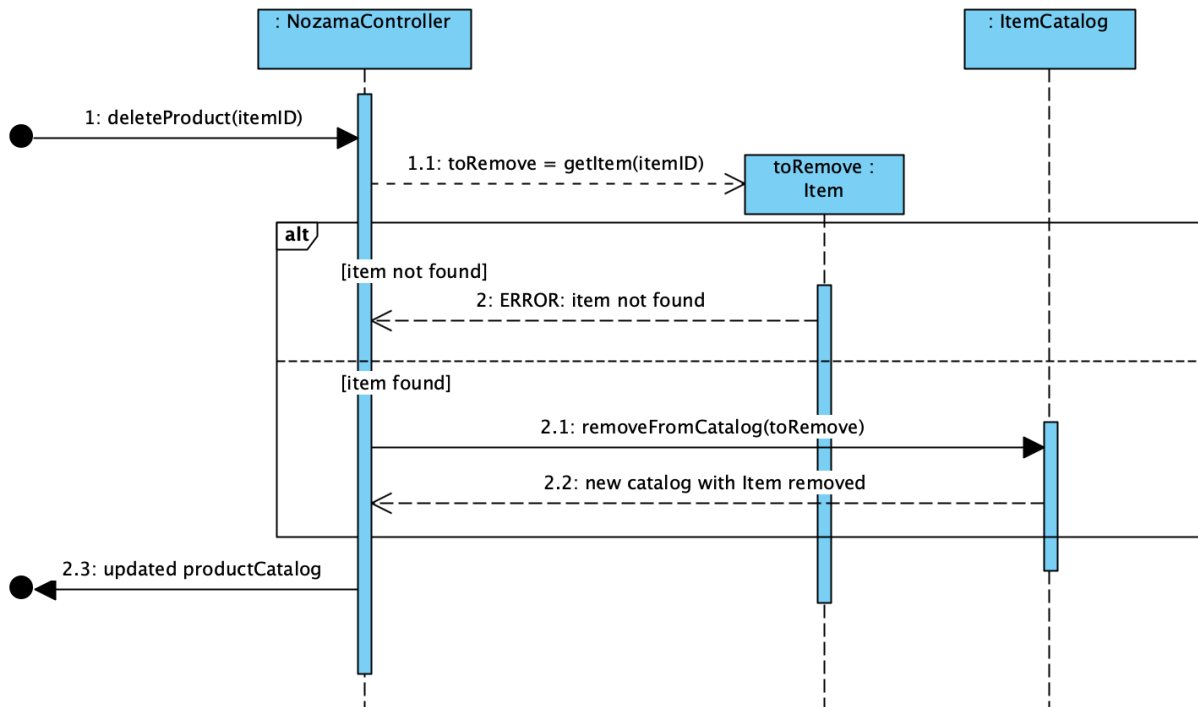 : NozamaController
: ItemCatalog
1: deleteProduct(itemID)
1.1: toRemove = getItem(itemID)
toRemove :
Item
alt
[item not found]
2: ERROR: item not found
[item found]
2.1: removeFromCatalog(toRemove)
2.2: new catalog with Item removed
2.3: updated productCatalog